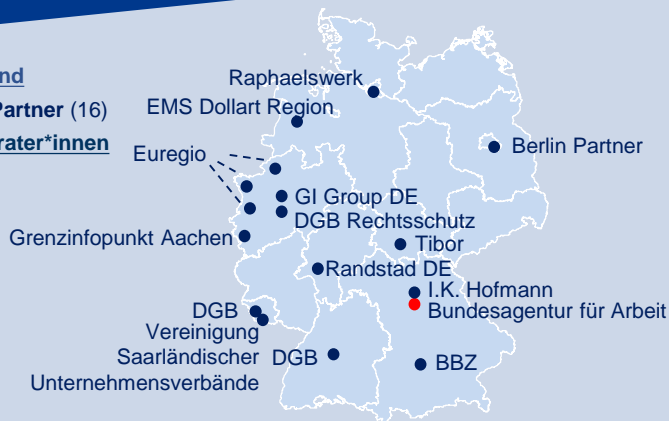 nd
Partner (16)
rater*innen
Raphaelswerk
EMS Dollart Region
Berlin Partner
Euregio
GI Group DE
DGB Rechtsschutz
Grenzinfopunkt Aachen
Tibor
Randstad DE
I.K. Hofmann
Bundesagentur für Arbeit
DGB
Vereinigung
Saarländischer
Unternehmensverbände
DGB
BBZ